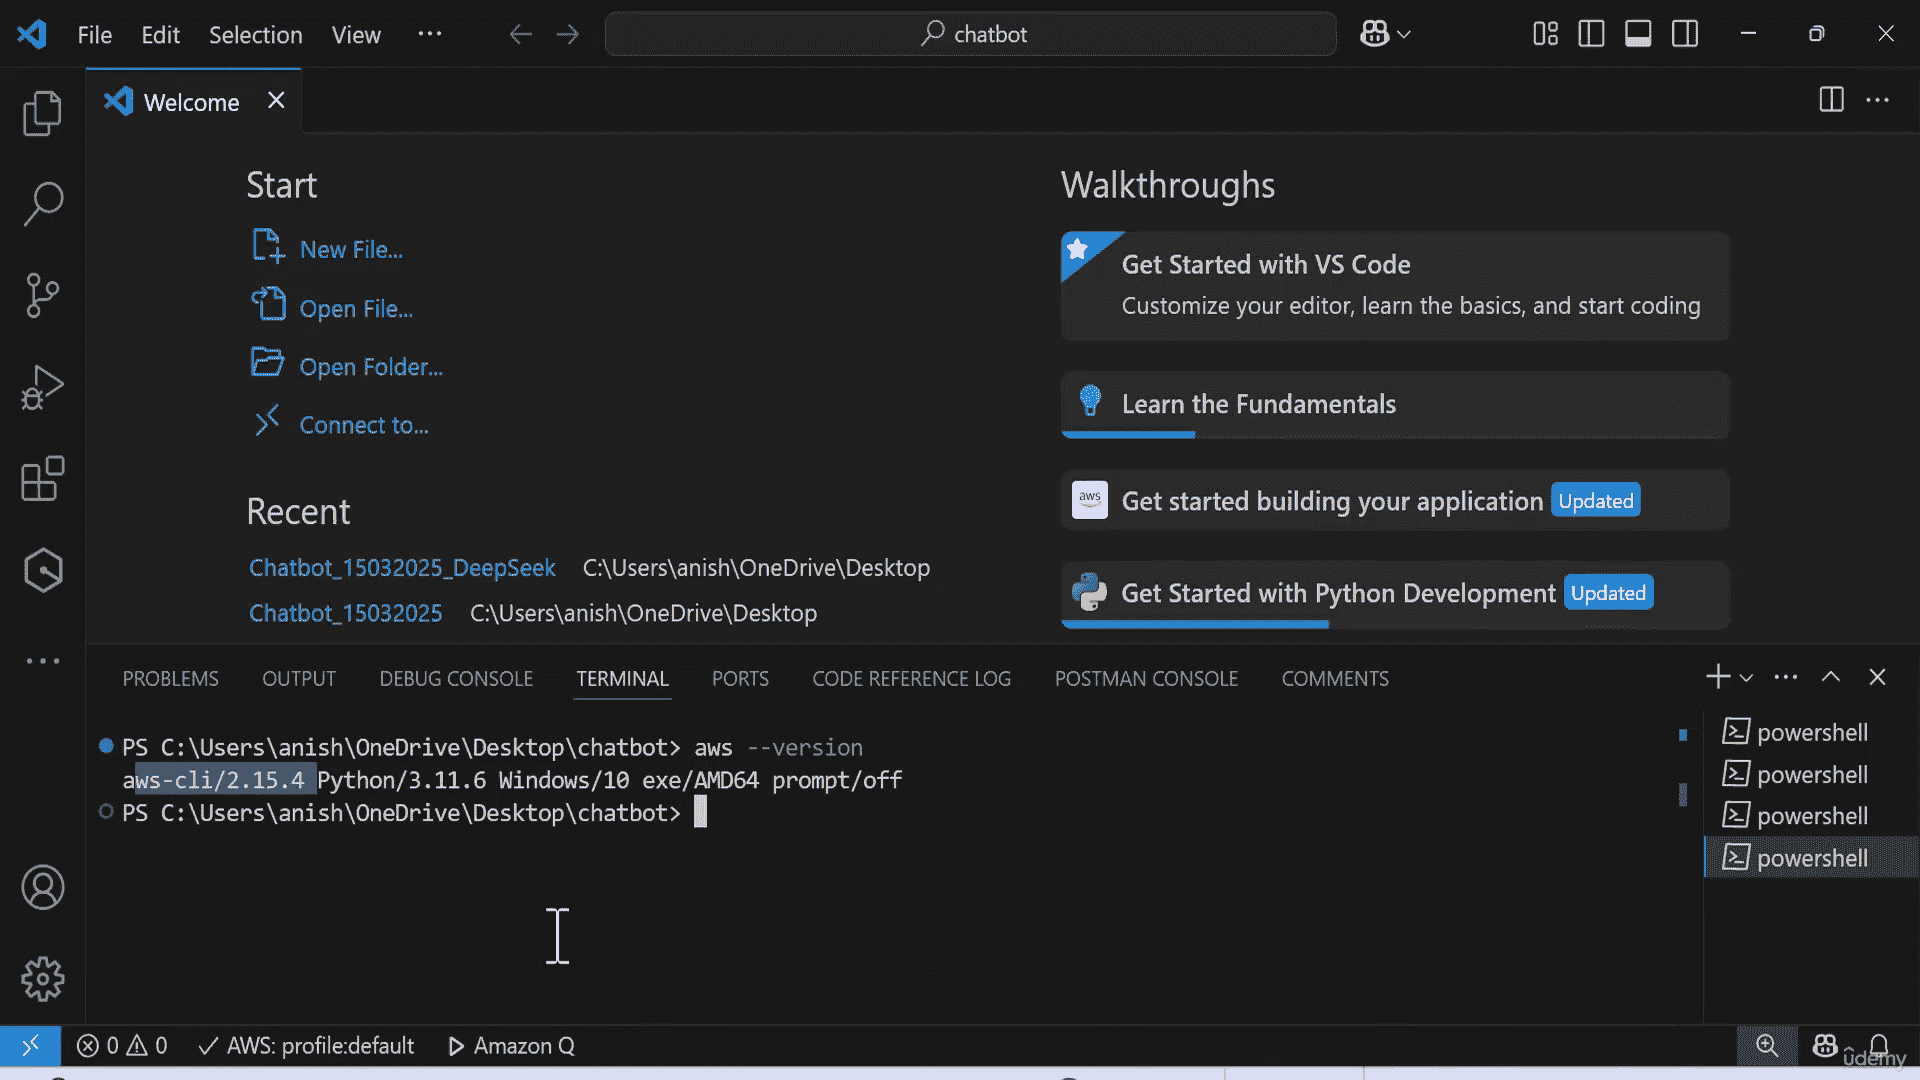 File Edit Selection View ··· chatbot
Welcome
Start
New File...
Open File...
Open Folder...
Connect to...
Recent
Chatbot_15032025_DeepSeek C:\Users\anish\OneDrive\Desktop
Chatbot_15032025 C:\Users\anish\OneDrive\Desktop
Walkthroughs
Get Started with VS Code
Customize your editor, learn the basics, and start coding
Learn the Fundamentals
aws Get started building your application Updated
Get Started with Python Development Updated
PROBLEMS OUTPUT DEBUG CONSOLE TERMINAL PORTS CODE REFERENCE LOG POSTMAN CONSOLE COMMENTS
PS C:\Users\anish\OneDrive\Desktop\chatbot> aws --version
aws-cli/2.15.4 Python/3.11.6 Windows/10 exe/AMD64 prompt/off
PS C:\Users\anish\OneDrive\Desktop\chatbot>
powershell
powershell
powershell
powershell
0 0 AWS: profile:default Amazon Q
udemy